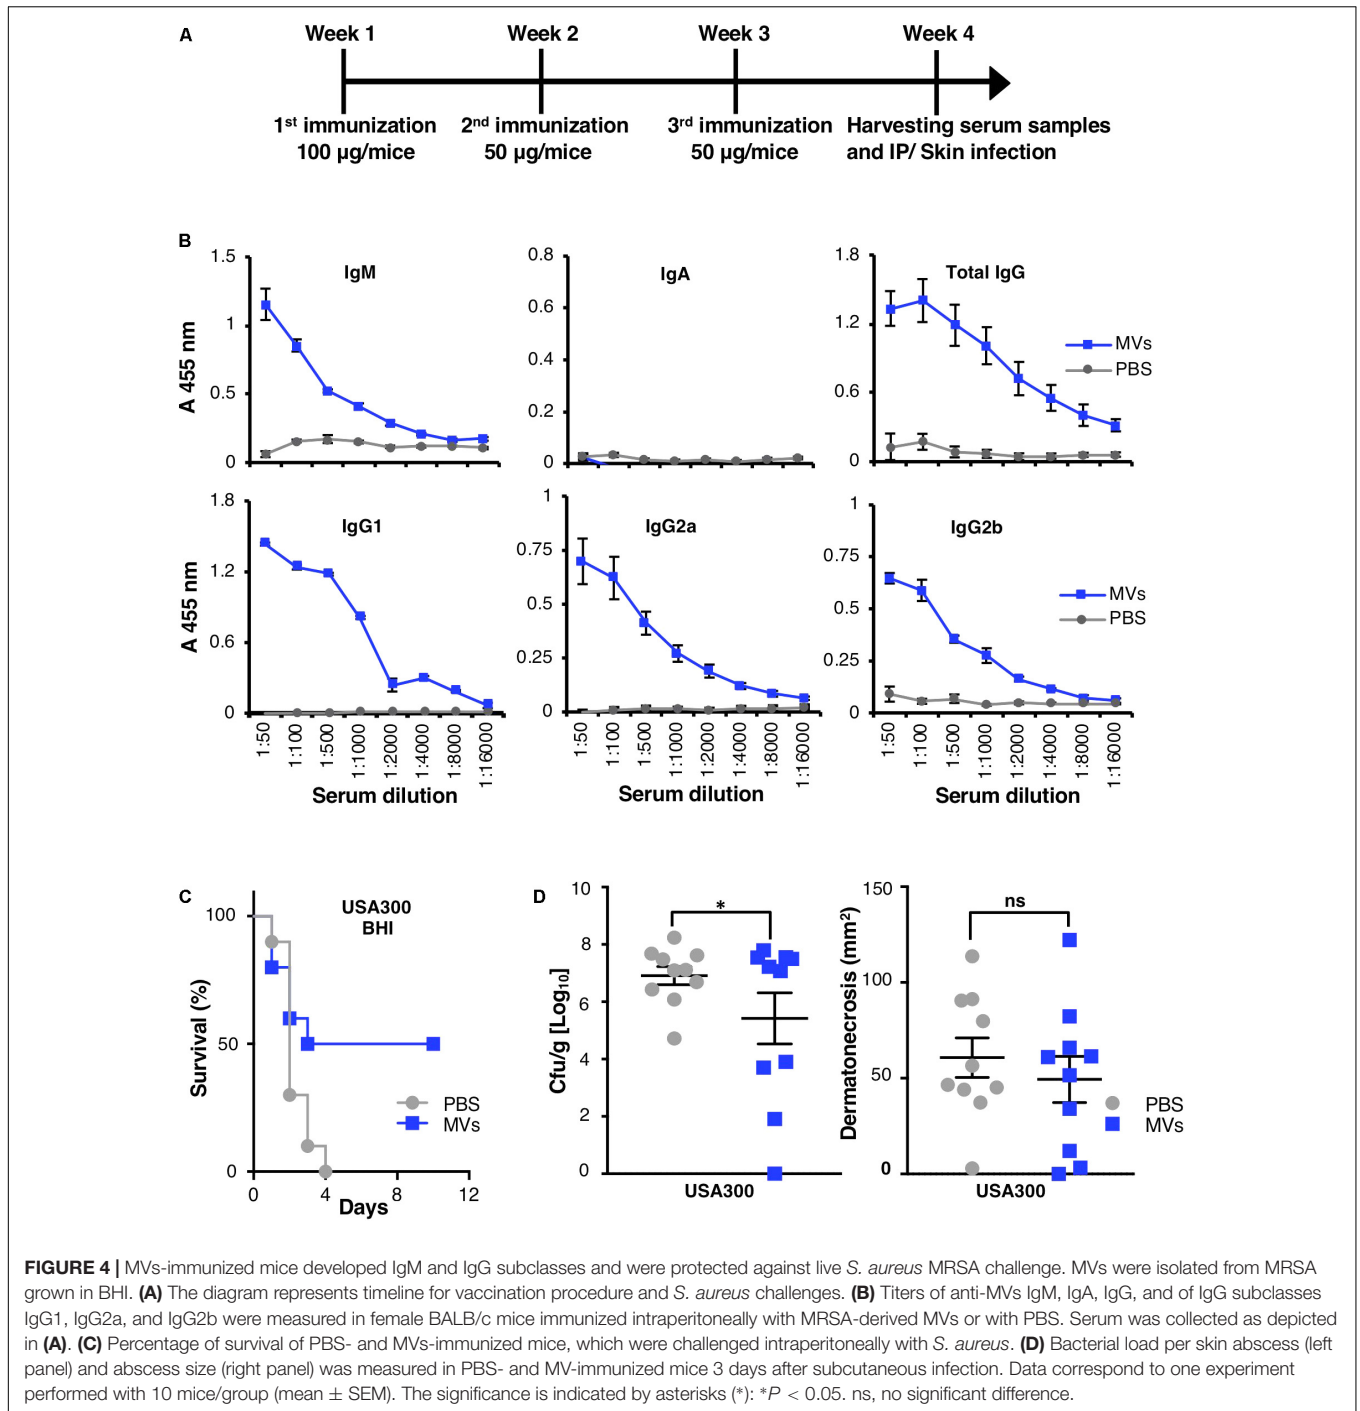 A
Week 1
Week 2
Week 3
Week 4
1st immunization
100 µg/mice
2nd immunization
50 µg/mice
3rd immunization
50 µg/mice
Harvesting serum samples
and IP/ Skin infection
B
A 455 nm
1.5
1
0.5
0
IgM
0.8
0.6
0.4
0.2
0
IgA
1.8
1.2
0.6
0
Total IgG
MVs
PBS
A 455 nm
1.8
1.2
0.6
0
IgG1
1:50
1:100
1:500
1:1000
1:2000
1:4000
1:8000
1:16000
Serum dilution
1
0.75
0.5
0.25
0
IgG2a
1:50
1:100
1:500
1:1000
1:2000
1:4000
1:8000
1:16000
Serum dilution
1
0.75
0.5
0.25
0
IgG2b
MVs
PBS
1:50
1:100
1:500
1:1000
1:2000
1:4000
1:8000
1:16000
Serum dilution
C
USA300
BHI
Survival (%)
100
50
0
PBS
MVs
0
4
8
12
Days
D
Cfu/g [Log10]
10
8
6
4
2
0
*
USA300
Dermatonecrosis (mm²)
150
100
50
0
ns
USA300
PBS
MVs
FIGURE 4 | MVs-immunized mice developed IgM and IgG subclasses and were protected against live S. aureus MRSA challenge. MVs were isolated from MRSA
grown in BHI. (A) The diagram represents timeline for vaccination procedure and S. aureus challenges. (B) Titers of anti-MVs IgM, IgA, IgG, and of IgG subclasses
IgG1, IgG2a, and IgG2b were measured in female BALB/c mice immunized intraperitoneally with MRSA-derived MVs or with PBS. Serum was collected as depicted
in (A). (C) Percentage of survival of PBS- and MVs-immunized mice, which were challenged intraperitoneally with S. aureus. (D) Bacterial load per skin abscess (left
panel) and abscess size (right panel) was measured in PBS- and MV-immunized mice 3 days after subcutaneous infection. Data correspond to one experiment
performed with 10 mice/group (mean ± SEM). The significance is indicated by asterisks (*): *P < 0.05. ns, no significant difference.